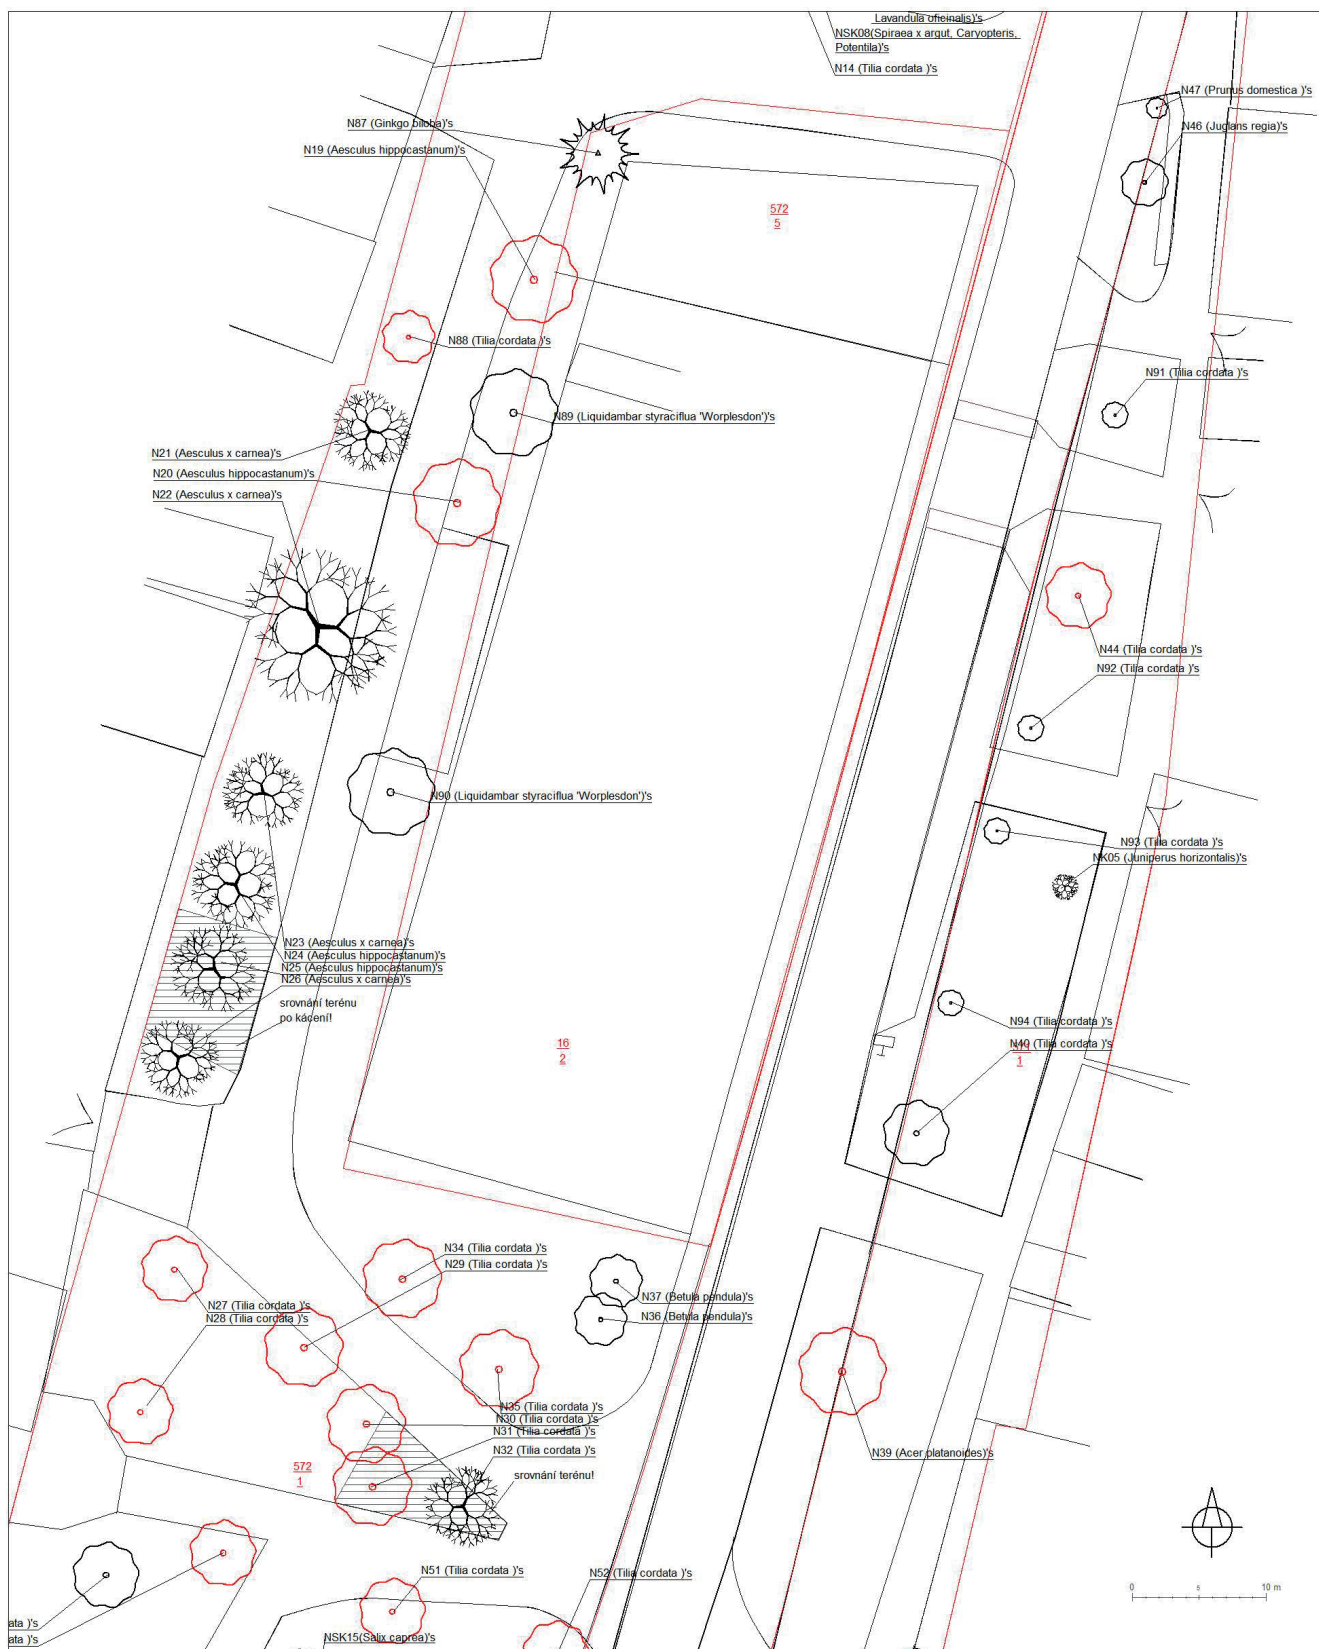 Lavandula oficinalis)'s
NSK08(Spiraea x argut, Caryopteris,
Potentila)'s
N14 (Tilia cordata )'s
N47 (Prunus domestica )'s
N87 (Ginkgo biloba)'s
N46 (Juglans regia)'s
N19 (Aesculus hippocastanum)'s
572
5
N88 (Tilia cordata )'s
N91 (Tilia cordata )'s
N89 (Liquidambar styraciflua 'Worplesdon')'s
N21 (Aesculus x carnea)'s
N20 (Aesculus hippocastanum)'s
N22 (Aesculus x carnea)'s
N44 (Tilia cordata )'s
N92 (Tilia cordata )'s
N90 (Liquidambar styraciflua 'Worplesdon')'s
N93 (Tilia cordata )'s
NK05 (Juniperus horizontalis)'s
N23 (Aesculus x carnea)'s
N24 (Aesculus hippocastanum)'s
N25 (Aesculus hippocastanum)'s
N26 (Aesculus x carnea)'s
srovnání terénu
po kácení!
N94 (Tilia cordata )'s
16
2
N40 (Tilia cordata )'s
1
N34 (Tilia cordata )'s
N29 (Tilia cordata )'s
N37 (Betula pendula)'s
N27 (Tilia cordata )'s
N28 (Tilia cordata )'s
N36 (Betula pendula)'s
N35 (Tilia cordata )'s
N30 (Tilia cordata )'s
N31 (Tilia cordata )'s
N32 (Tilia cordata )'s
N39 (Acer platanoides)'s
572
1
srovnání terénu!
N51 (Tilia cordata )'s
N52 (Tilia cordata )'s
0 5 10 m
ata )'s
ata )'s
NSK15(Salix caprea)'s